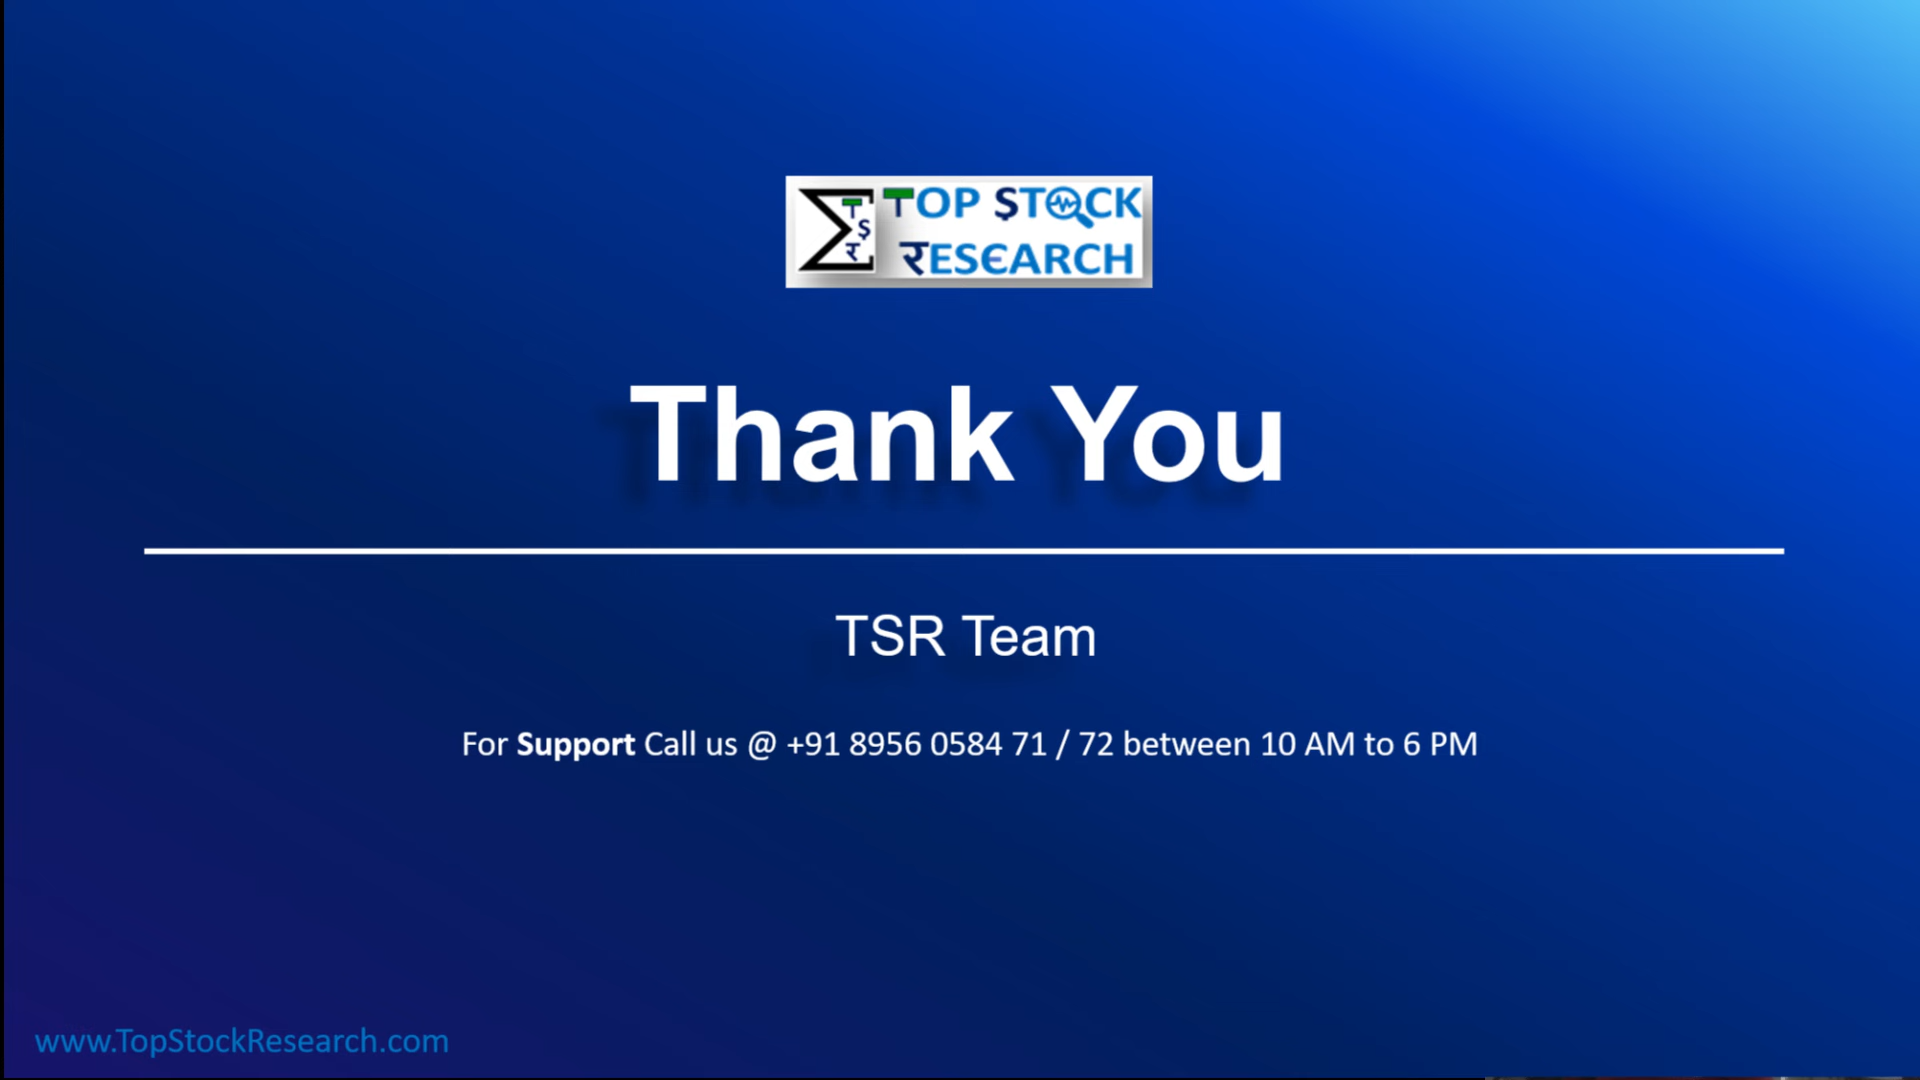 TOP STOCK
RESEARCH
Thank You
TSR Team
For Support Call us @ +91 8956 0584 71 / 72 between 10 AM to 6 PM
www.TopStockResearch.com